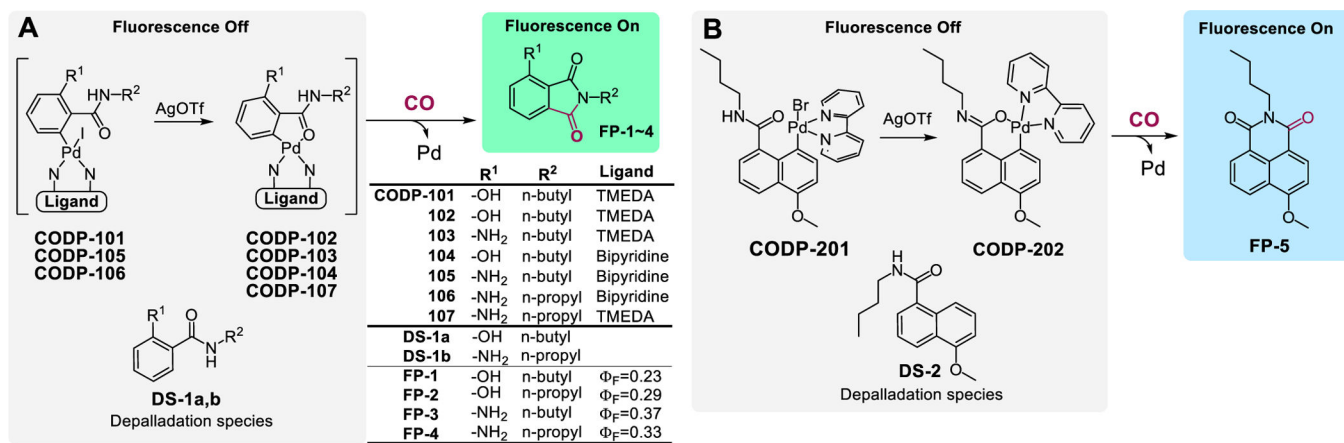 A
Fluorescence Off
R¹
O
HN-R²
I
Pd
N N
Ligand
AgOTf
R¹
HN-R²
O
Pd
N N
Ligand
CODP-101
CODP-105
CODP-106
CODP-102
CODP-103
CODP-104
CODP-107
R¹
O
N
H
R²
DS-1a,b
Depalladation species
CO
Pd
Fluorescence On
R¹
O
N-R²
O
FP-1~4
R¹ R² Ligand
CODP-101 -OH n-butyl TMEDA
102 -OH n-butyl TMEDA
103 -NH₂ n-butyl TMEDA
104 -OH n-butyl Bipyridine
105 -NH₂ n-butyl Bipyridine
106 -NH₂ n-propyl Bipyridine
107 -NH₂ n-propyl TMEDA
DS-1a -OH n-butyl
DS-1b -NH₂ n-propyl
FP-1 -OH n-butyl Φ_F=0.23
FP-2 -OH n-propyl Φ_F=0.29
FP-3 -NH₂ n-butyl Φ_F=0.37
FP-4 -NH₂ n-propyl Φ_F=0.33
B
Fluorescence Off
HN
O
Br
Pd
N
N
O
CODP-201
AgOTf
N
O
Pd
N
N
O
CODP-202
HN
O
O
DS-2
Depalladation species
CO
Pd
Fluorescence On
O N O
O
FP-5